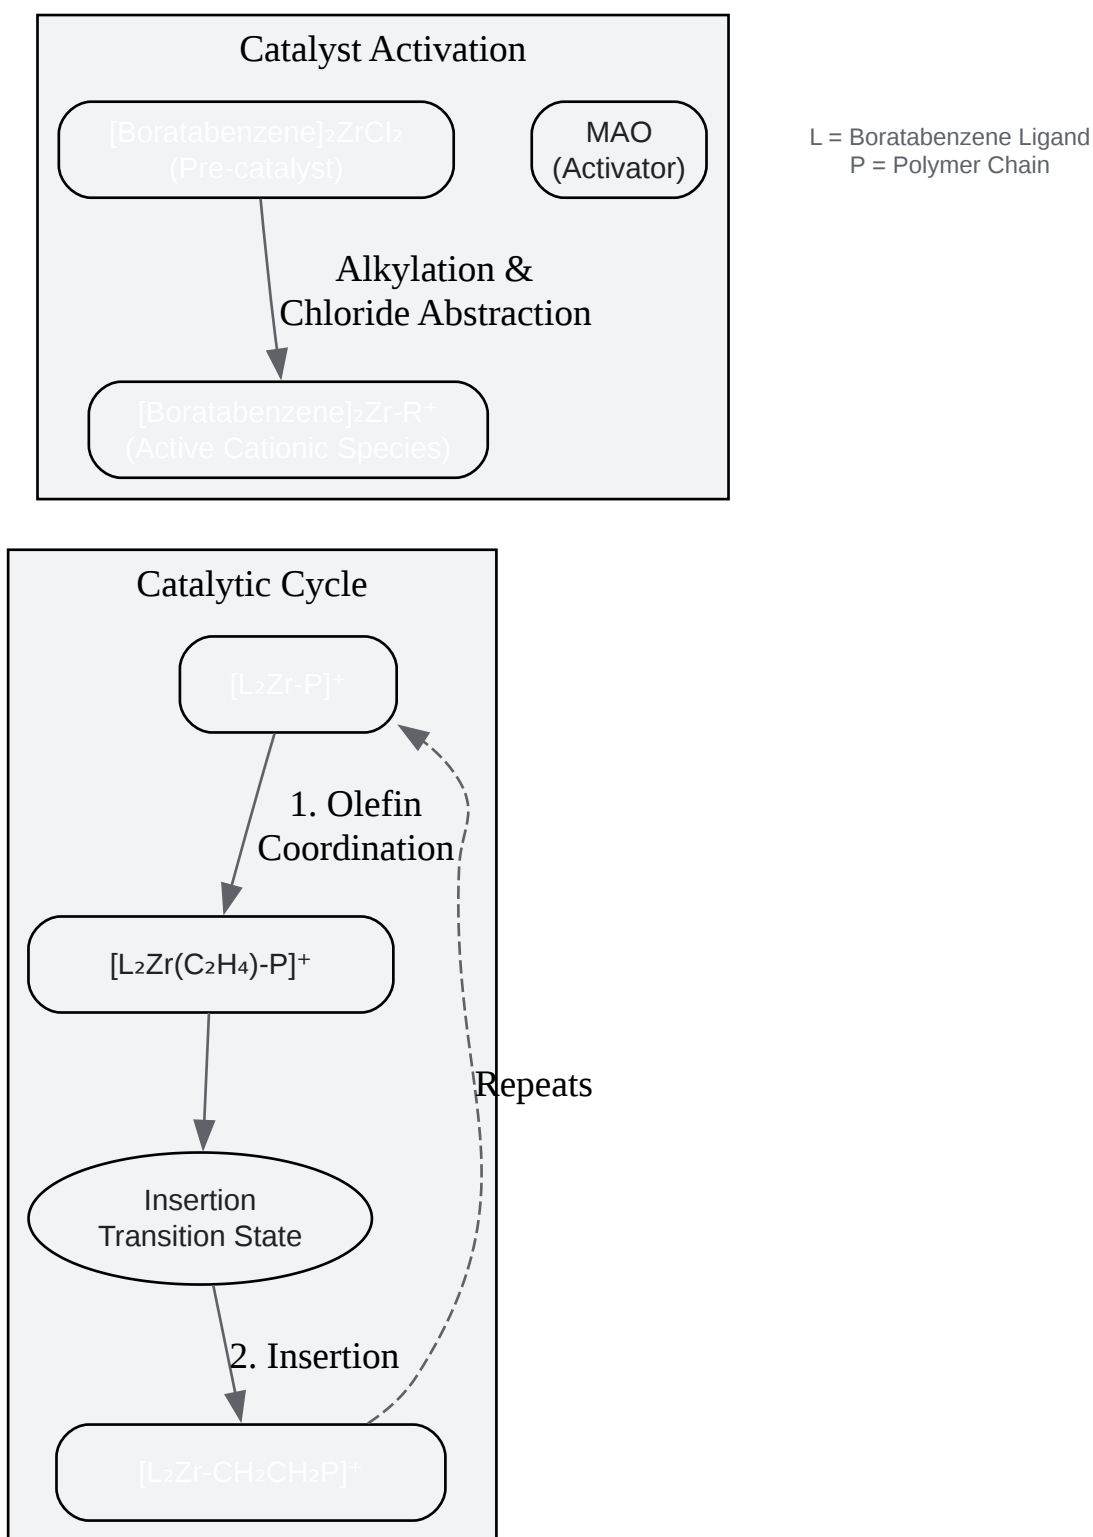 Catalyst Activation
[Boratabenzene]₂ZrCl₂
(Pre-catalyst)
MAO
(Activator)
L = Boratabenzene Ligand
P = Polymer Chain
Alkylation &
Chloride Abstraction
[Boratabenzene]₂Zr-R⁺
(Active Cationic Species)
Catalytic Cycle
[L₂Zr-P]⁺
1. Olefin
Coordination
[L₂Zr(C₂H₄)-P]⁺
Repeats
Insertion
Transition State
2. Insertion
[L₂Zr-CH₂CH₂P]⁺